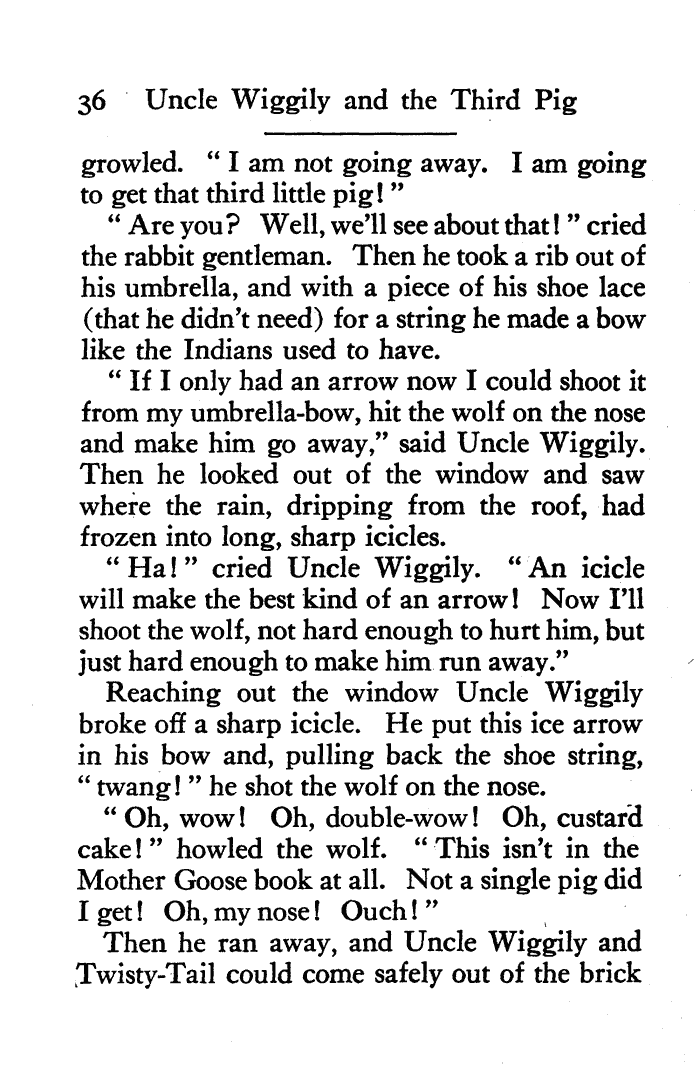 36 Uncle Wiggily and the Third Pig
growled. “ I am not going away. I am going
to get that third little pig! ”
“ Are you? Well, we’ll see about that! ” cried
the rabbit gentleman. Then he took a rib out of
his umbrella, and with a piece of his shoe lace
(that he didn’t need) for a string he made a bow
like the Indians used to have.
“ If I only had an arrow now I could shoot it
from my umbrella-bow, hit the wolf on the nose
and make him go away,” said Uncle Wiggily.
Then he looked out of the window and saw
where the rain, dripping from the roof, had
frozen into long, sharp icicles.
“ Ha! ” cried Uncle Wiggily. “ An icicle
will make the best kind of an arrow! Now I’ll
shoot the wolf, not hard enough to hurt him, but
just hard enough to make him run away.”
Reaching out the window Uncle Wiggily
broke off a sharp icicle. He put this ice arrow
in his bow and, pulling back the shoe string,
“ twang! ” he shot the wolf on the nose.
“ Oh, wow! Oh, double-wow! Oh, custard
cake! ” howled the wolf. “ This isn’t in the
Mother Goose book at all. Not a single pig did
I get! Oh, my nose! Ouch! ”
Then he ran away, and Uncle Wiggily and
Twisty-Tail could come safely out of the brick